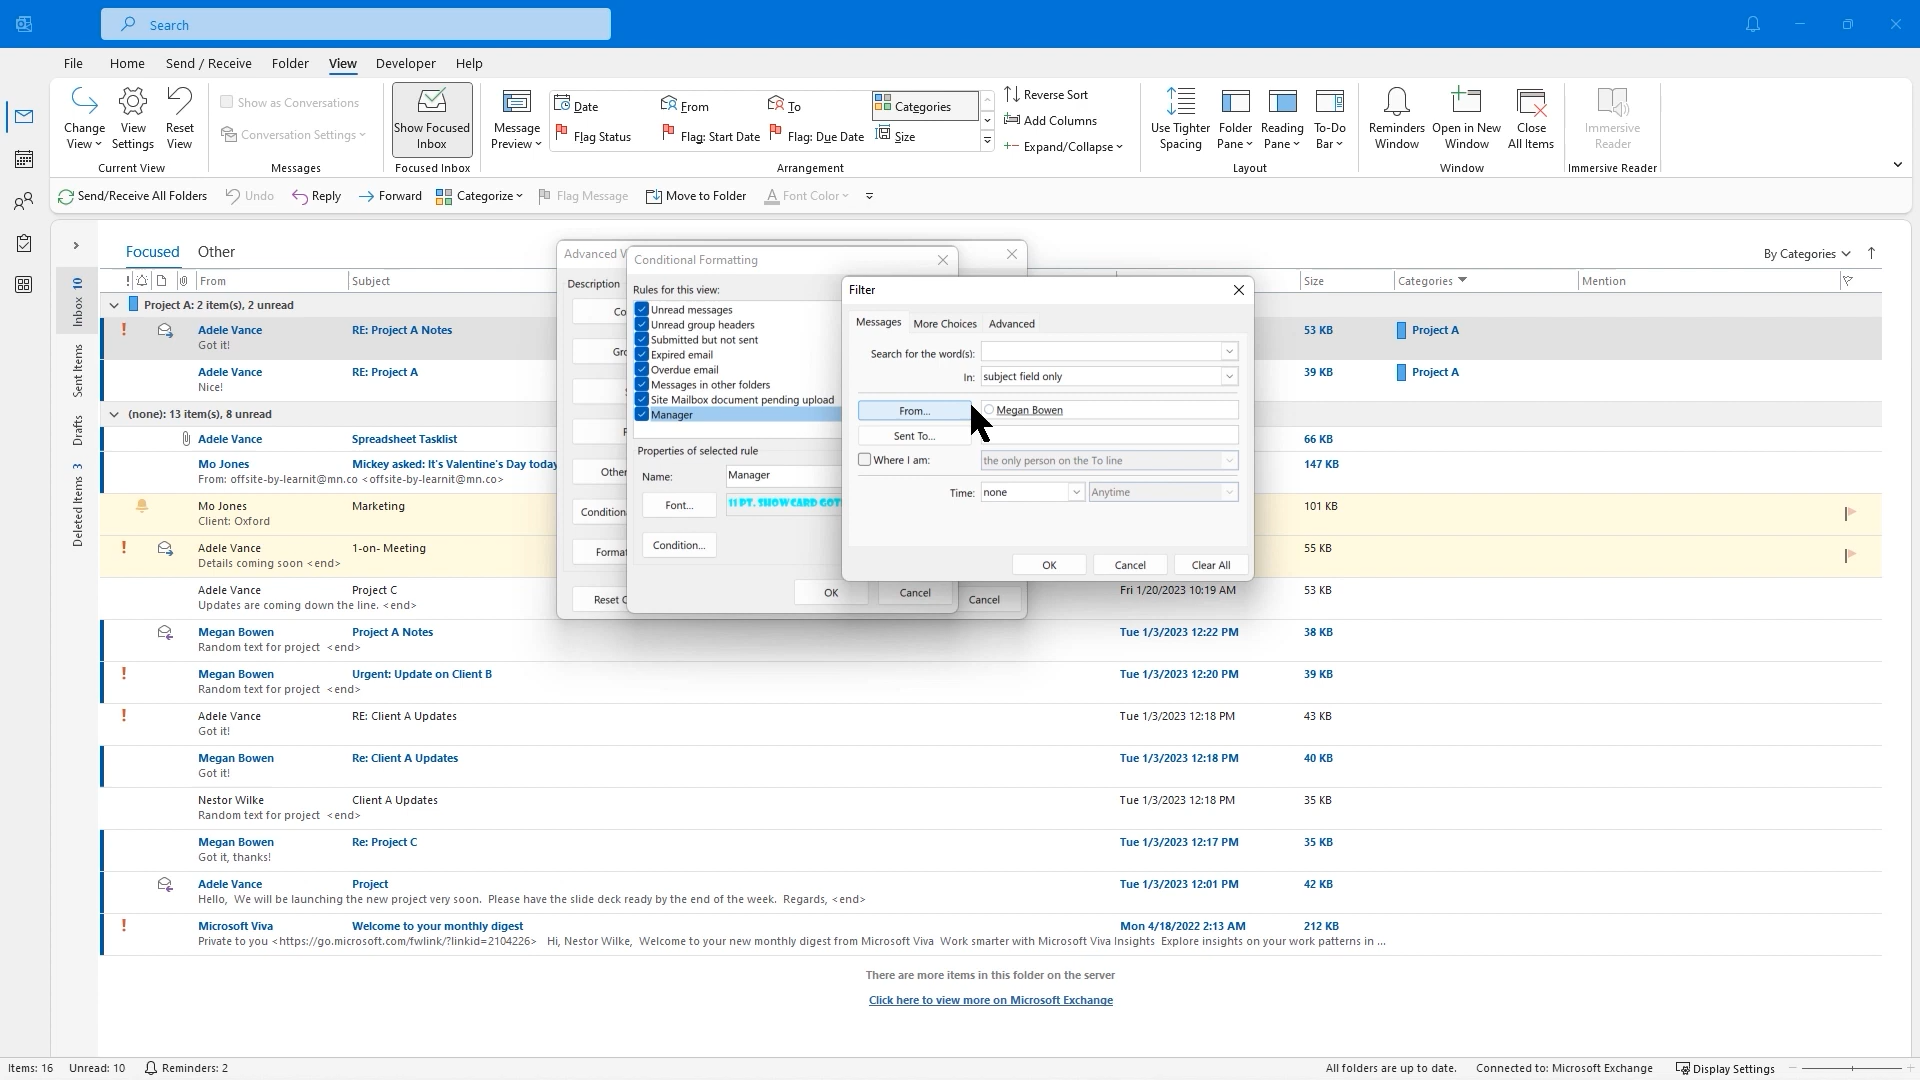 Search
File Home Send / Receive Folder View Developer Help
Change View
View Settings
Reset View
Current View
Show as Conversations
Conversation Settings
Messages
Show Focused Inbox
Focused Inbox
Message Preview
Date From To Categories
Flag Status Flag: Start Date Flag: Due Date Size
Arrangement
Reverse Sort
Add Columns
Expand/Collapse
Use Tighter Spacing
Folder Pane
Reading Pane
To-Do Bar
Layout
Reminders Window
Open in New Window
Close All Items
Window
Immersive Reader
Immersive Reader
Send/Receive All Folders Undo Reply Forward Categorize Flag Message Move to Folder Font Color
Inbox 10
Sent Items
Drafts
Deleted Items 3
Focused Other
By Categories
From Subject Size Categories Mention
Project A: 2 item(s), 2 unread
Adele Vance RE: Project A Notes 53 KB Project A
Got it!
Adele Vance RE: Project A 39 KB Project A
Nice!
(none): 13 item(s), 8 unread
Adele Vance Spreadsheet Tasklist 66 KB
Mo Jones Mickey asked: It's Valentine's Day today 147 KB
From: offsite-by-learnit@mn.co <offsite-by-learnit@mn.co>
Mo Jones Marketing 101 KB
Client: Oxford
Adele Vance 1-on- Meeting 55 KB
Details coming soon <end>
Adele Vance Project C Fri 1/20/2023 10:19 AM 53 KB
Updates are coming down the line. <end>
Megan Bowen Project A Notes Tue 1/3/2023 12:22 PM 38 KB
Random text for project <end>
Megan Bowen Urgent: Update on Client B Tue 1/3/2023 12:20 PM 39 KB
Random text for project <end>
Adele Vance RE: Client A Updates Tue 1/3/2023 12:18 PM 43 KB
Got it!
Megan Bowen Re: Client A Updates Tue 1/3/2023 12:18 PM 40 KB
Got it!
Nestor Wilke Client A Updates Tue 1/3/2023 12:18 PM 35 KB
Random text for project <end>
Megan Bowen Re: Project C Tue 1/3/2023 12:17 PM 35 KB
Got it, thanks!
Adele Vance Project Tue 1/3/2023 12:01 PM 42 KB
Hello, We will be launching the new project very soon. Please have the slide deck ready by the end of the week. Regards, <end>
Microsoft Viva Welcome to your monthly digest Mon 4/18/2022 2:13 AM 212 KB
Private to you <https://go.microsoft.com/fwlink/?linkid=2104226> Hi, Nestor Wilke, Welcome to your new monthly digest from Microsoft Viva Work smarter with Microsoft Viva Insights Explore insights on your work patterns in ...
There are more items in this folder on the server
Click here to view more on Microsoft Exchange
Advanced
Description
Other
Condition
Format
Reset
Cancel
Conditional Formatting
Rules for this view:
Unread messages
Unread group headers
Submitted but not sent
Expired email
Overdue email
Messages in other folders
Site Mailbox document pending upload
Manager
Properties of selected rule
Name: Manager
Font... 11 PT. SHOWCARD GOT
Condition...
OK Cancel
Filter
Messages More Choices Advanced
Search for the word(s):
In: subject field only
From... Megan Bowen
Sent To...
Where I am: the only person on the To line
Time: none Anytime
OK Cancel Clear All
Items: 16 Unread: 10 Reminders: 2 All folders are up to date. Connected to: Microsoft Exchange Display Settings